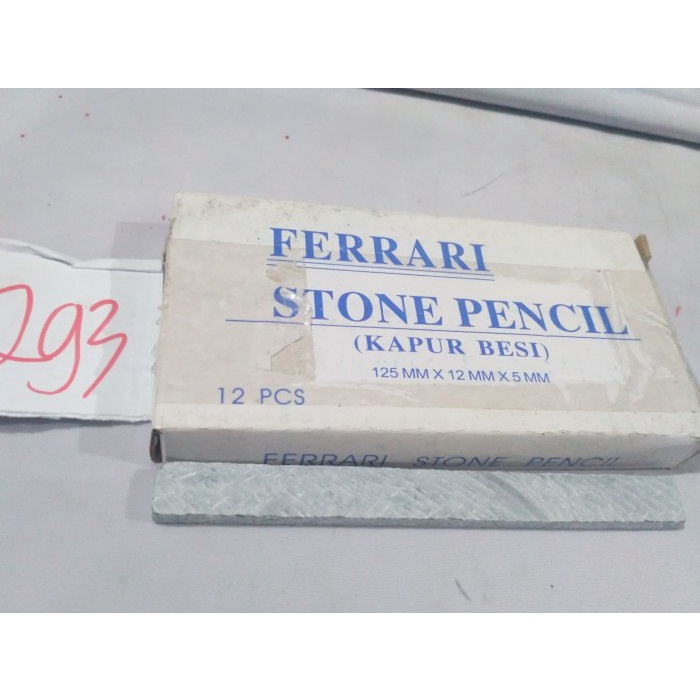 FERRARI
STONE PENCIL
(KAPUR BESI)
125 MM X 12 MM X 5 MM
12 PCS
FERRARI STONE PENCIL
293